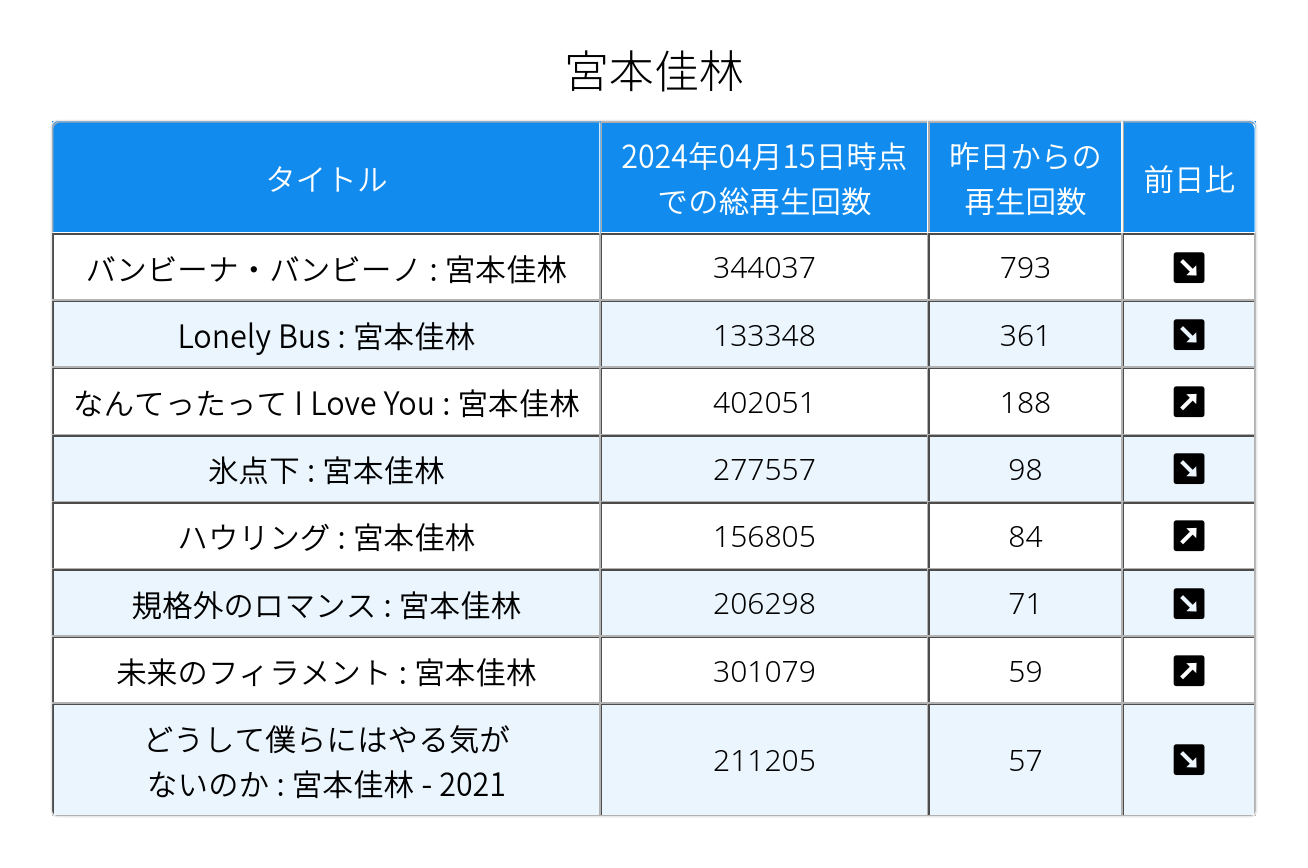 宮本佳林
タイトル
2024年04月15日時点
での総再生回数
昨日からの
再生回数
前日比
バンビーナ・バンビーノ : 宮本佳林
344037
793
Lonely Bus : 宮本佳林
133348
361
なんてったって I Love You : 宮本佳林
402051
188
氷点下 : 宮本佳林
277557
98
ハウリング : 宮本佳林
156805
84
規格外のロマンス : 宮本佳林
206298
71
未来のフィラメント : 宮本佳林
301079
59
どうして僕らにはやる気が
ないのか : 宮本佳林 - 2021
211205
57